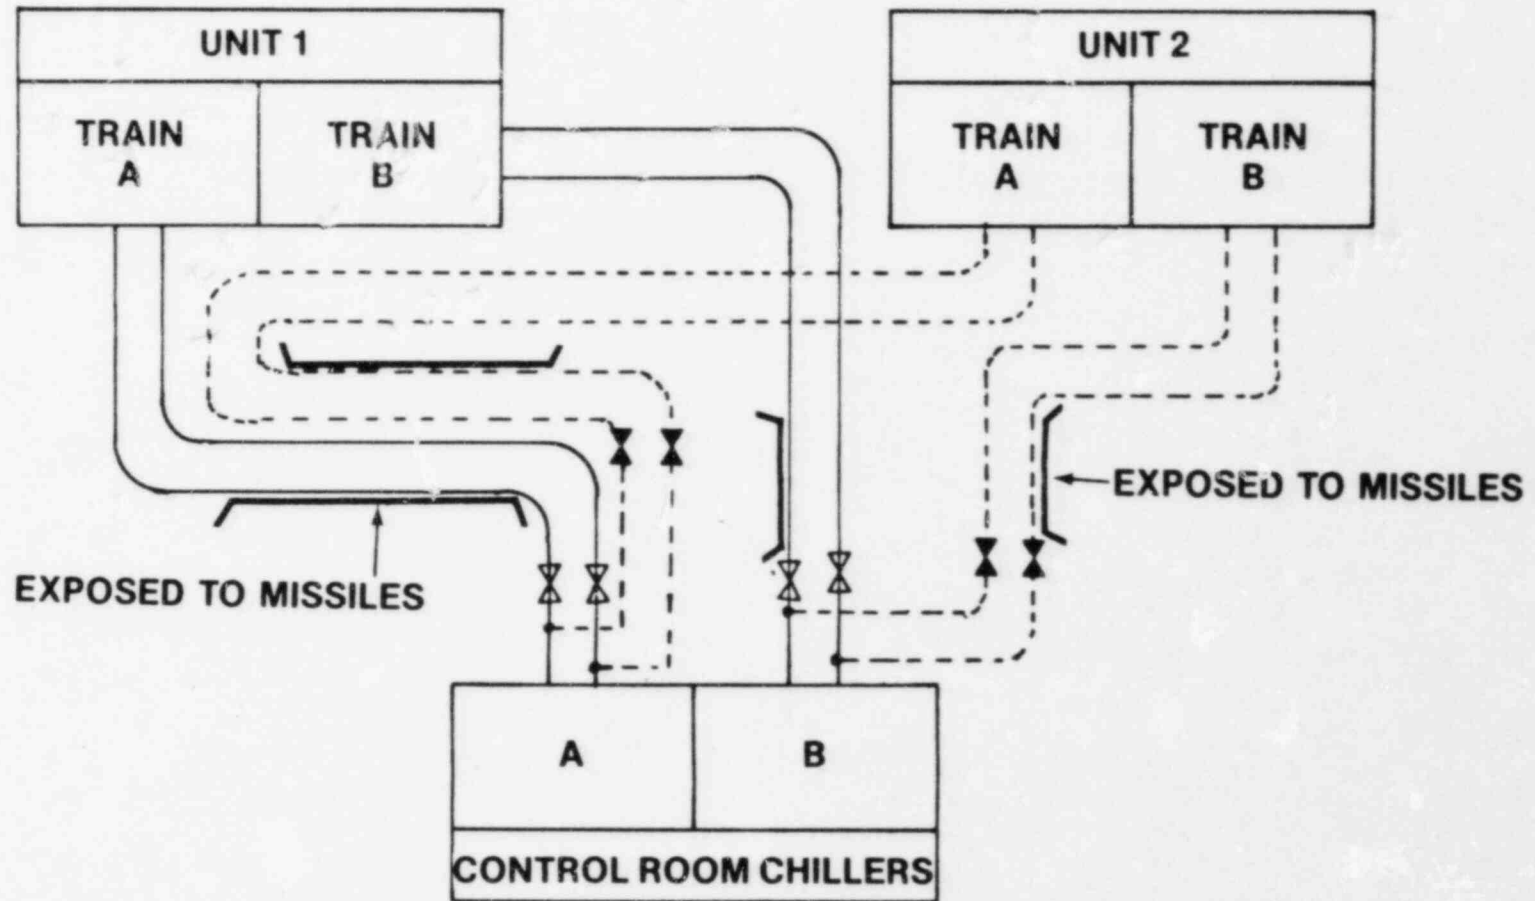 UNIT 1
UNIT 2
TRAIN
A
TRAIN
B
TRAIN
A
TRAIN
B
EXPOSED TO MISSILES
EXPOSED TO MISSILES
A
B
CONTROL ROOM CHILLERS